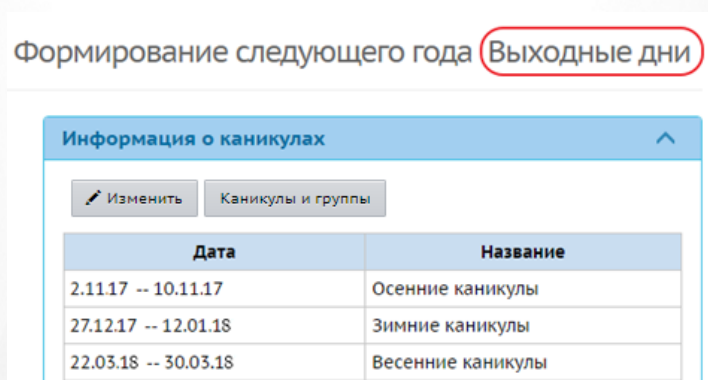 Формирование следующего года Выходные дни
Информация о каникулах
Изменить Каникулы и группы
Дата Название
2.11.17 -- 10.11.17 Осенние каникулы
27.12.17 -- 12.01.18 Зимние каникулы
22.03.18 -- 30.03.18 Весенние каникулы